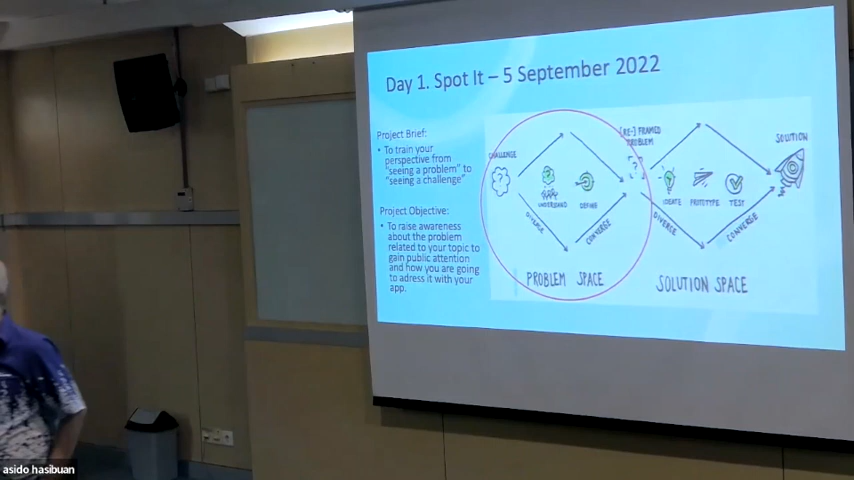 Day 1. Spot It – 5 September 2022
Project Brief:
• To train your
perspective from
"seeing a problem" to
"seeing a challenge"
Project Objective:
• To raise awareness
about the problem
related to your topic to
gain public attention
and how you are going
to adress it with your
app.
CHALLENGE
UNDERSTAND
DEFINE
DIVERGE
CONVERGE
PROBLEM SPACE
[RE-] FRAMED
PROBLEM
IDEATE
PROTOTYPE
TEST
DIVERGE
CONVERGE
SOLUTION
SOLUTION SPACE
asido hasibuan